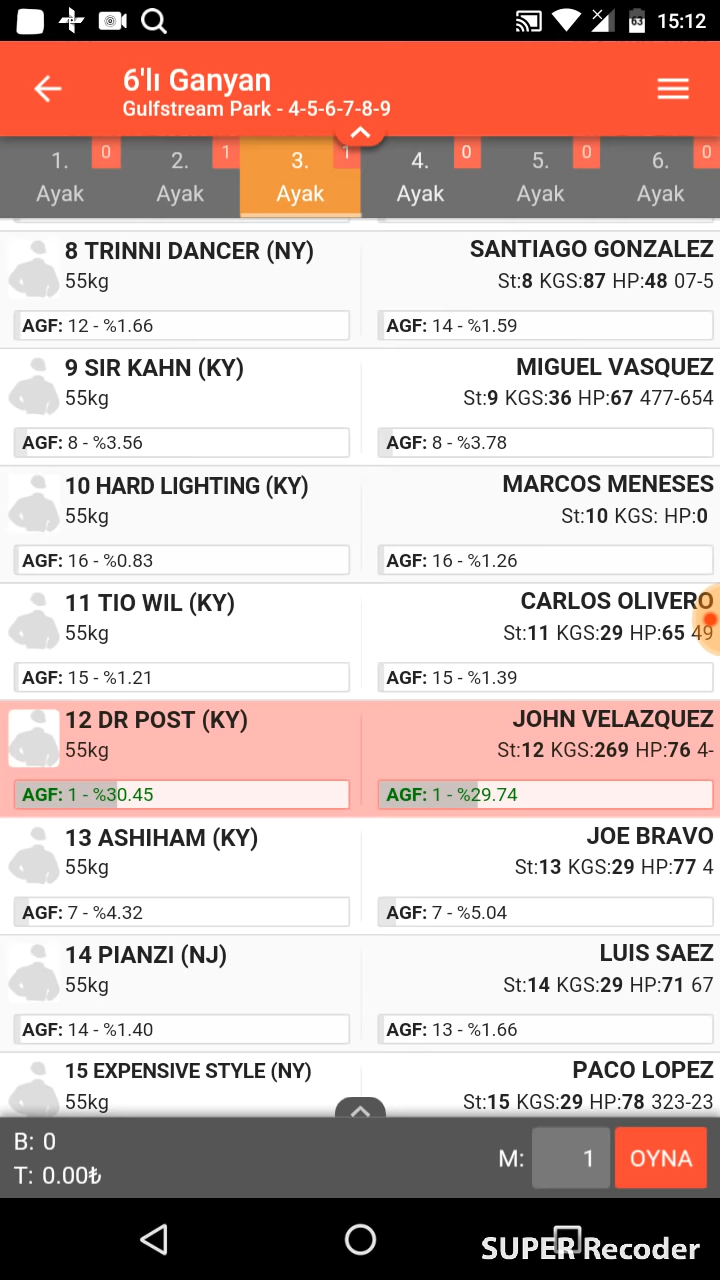 63 15:12
6'lı Ganyan
Gulfstream Park - 4-5-6-7-8-9
1. 0 2. 1 3. 1 4. 0 5. 0 6. 0
Ayak Ayak Ayak Ayak Ayak Ayak
8 TRINNI DANCER (NY) SANTIAGO GONZALEZ
55kg St:8 KGS:87 HP:48 07-5
AGF: 12 - %1.66 AGF: 14 - %1.59
9 SIR KAHN (KY) MIGUEL VASQUEZ
55kg St:9 KGS:36 HP:67 477-654
AGF: 8 - %3.56 AGF: 8 - %3.78
10 HARD LIGHTING (KY) MARCOS MENESES
55kg St:10 KGS: HP:0
AGF: 16 - %0.83 AGF: 16 - %1.26
11 TIO WIL (KY) CARLOS OLIVERO
55kg St:11 KGS:29 HP:65 49
AGF: 15 - %1.21 AGF: 15 - %1.39
12 DR POST (KY) JOHN VELAZQUEZ
55kg St:12 KGS:269 HP:76 4-
AGF: 1 - %30.45 AGF: 1 - %29.74
13 ASHIHAM (KY) JOE BRAVO
55kg St:13 KGS:29 HP:77 4
AGF: 7 - %4.32 AGF: 7 - %5.04
14 PIANZI (NJ) LUIS SAEZ
55kg St:14 KGS:29 HP:71 67
AGF: 14 - %1.40 AGF: 13 - %1.66
15 EXPENSIVE STYLE (NY) PACO LOPEZ
55kg St:15 KGS:29 HP:78 323-23
B: 0
T: 0.00₺ M: 1 OYNA
SUPER Recoder